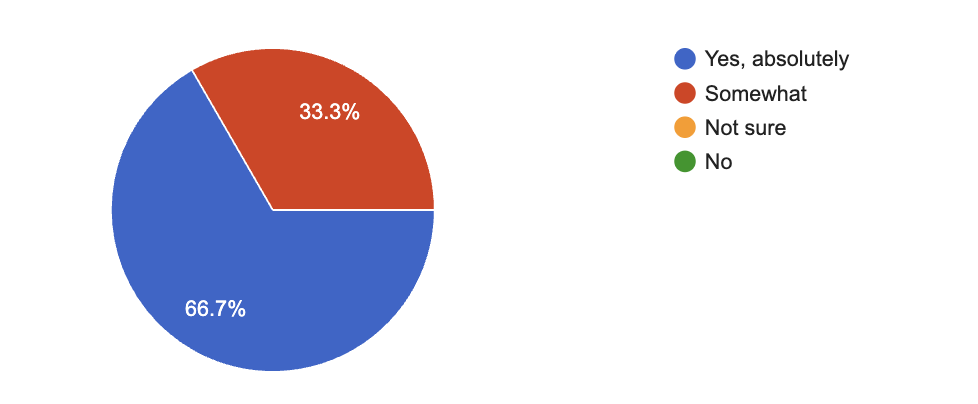 Yes, absolutely
Somewhat
Not sure
No
33.3%
66.7%